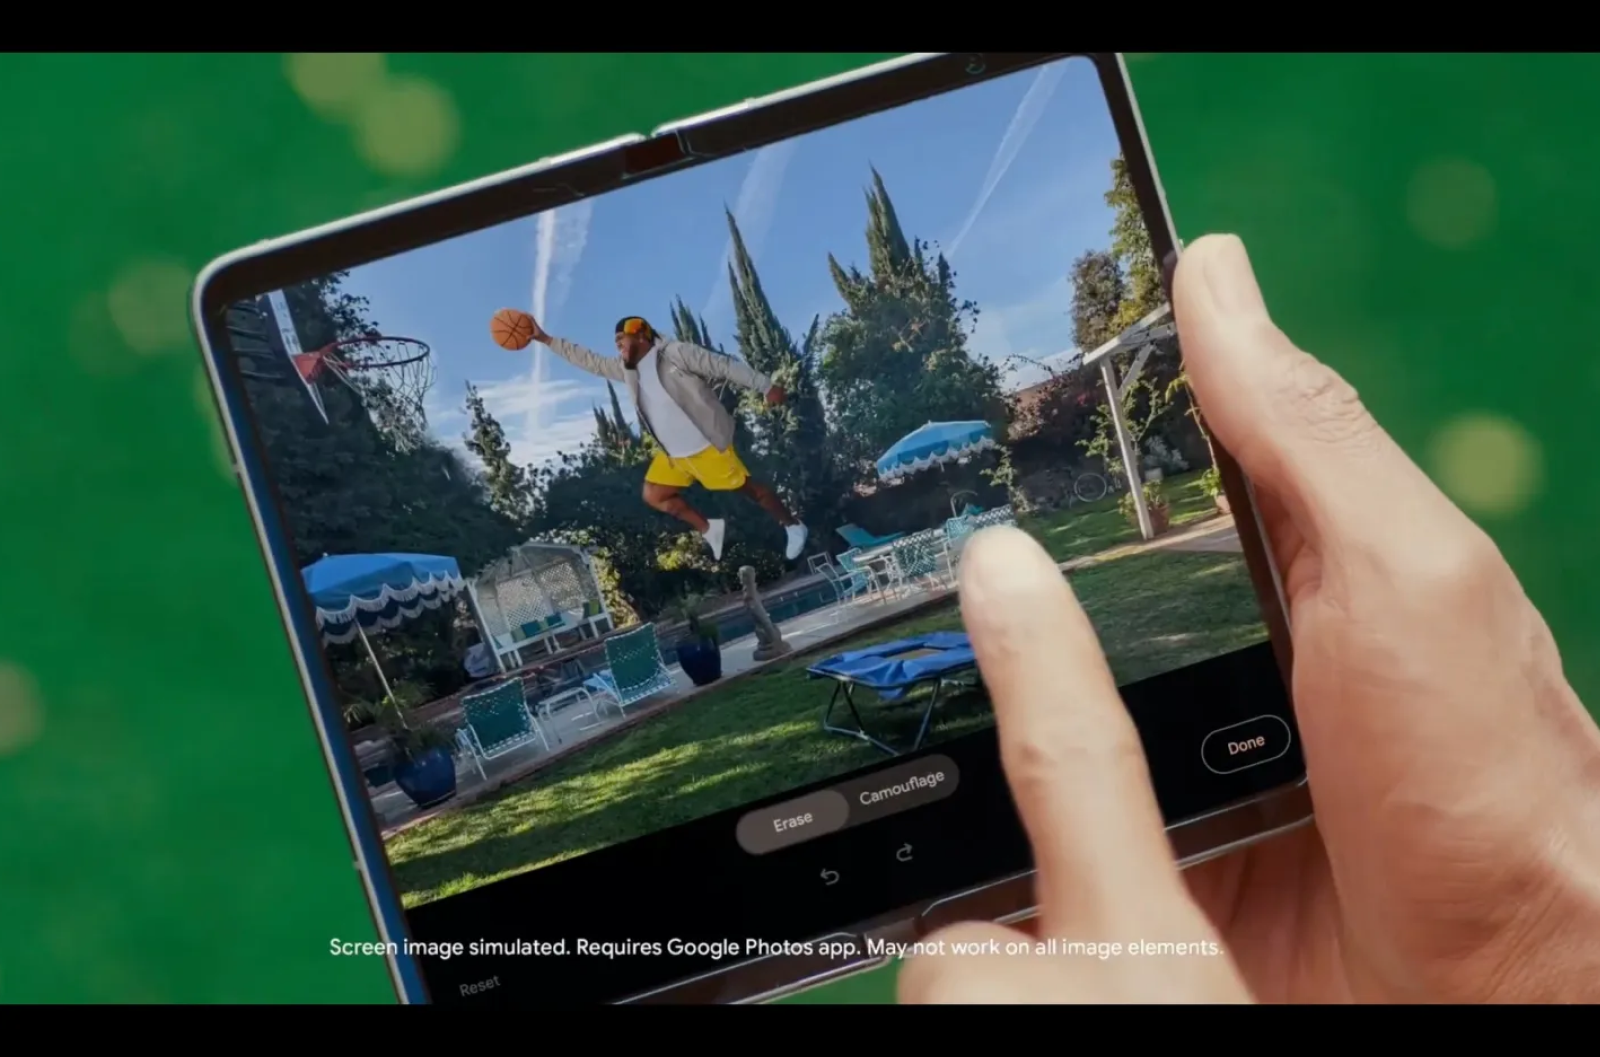 Done
Camouflage
Erase
Screen image simulated. Requires Google Photos app. May not work on all image elements.
Reset